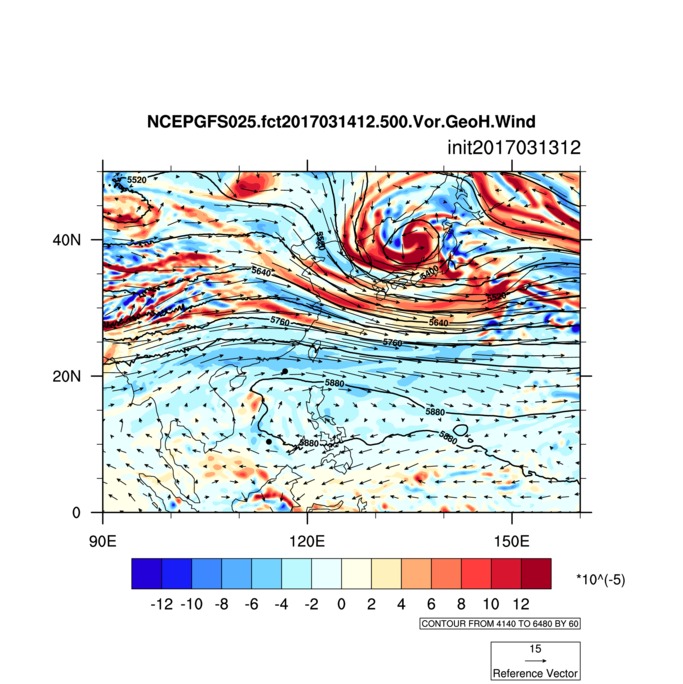 NCEPGFS025.fct2017031412.500.Vor.GeoH.Wind
init2017031312
5520
40N
5640
5400
5640
5760
5760
20N
5880
5880
5880
5880
0
90E 120E 150E
-12 -10 -8 -6 -4 -2 0 2 4 6 8 10 12
*10^(-5)
CONTOUR FROM 4140 TO 6480 BY 60
15
Reference Vector